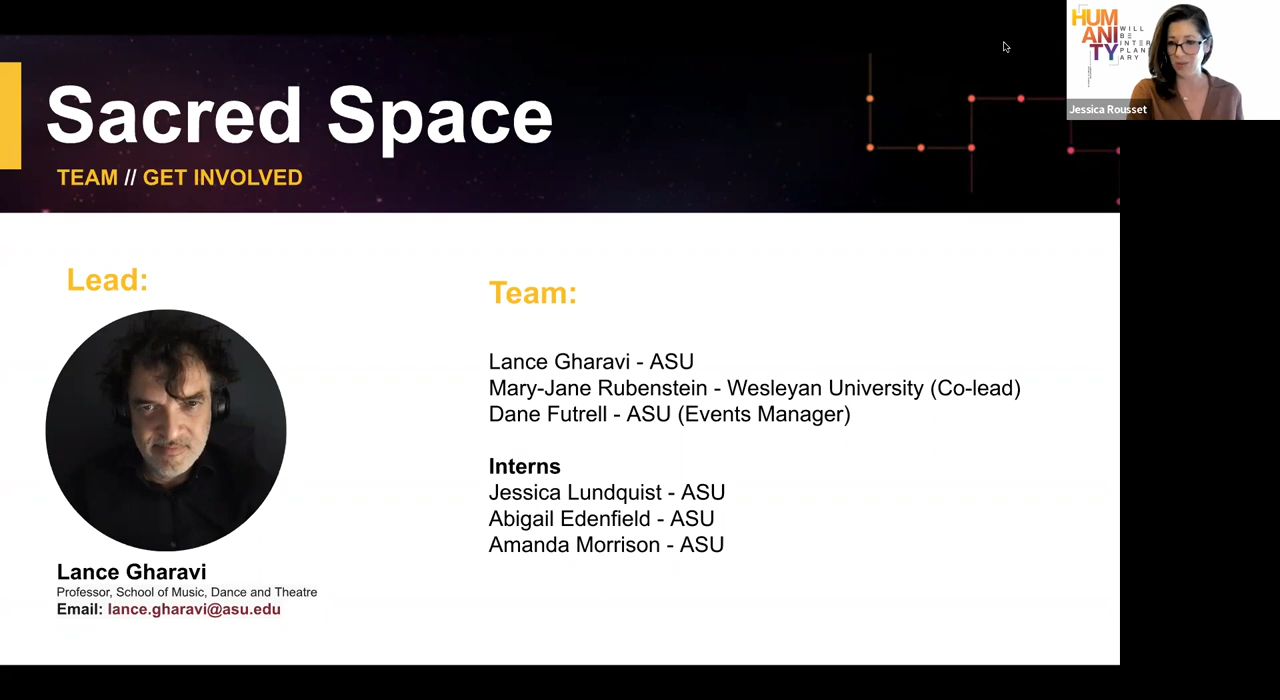 Sacred Space
TEAM // GET INVOLVED
HUM
ANI
TY
WILL
BE
INTER
PLANET
ARY
Jessica Rousset
Lead:
Lance Gharavi
Professor, School of Music, Dance and Theatre
Email: lance.gharavi@asu.edu
Team:
Lance Gharavi - ASU
Mary-Jane Rubenstein - Wesleyan University (Co-lead)
Dane Futrell - ASU (Events Manager)
Interns
Jessica Lundquist - ASU
Abigail Edenfield - ASU
Amanda Morrison - ASU